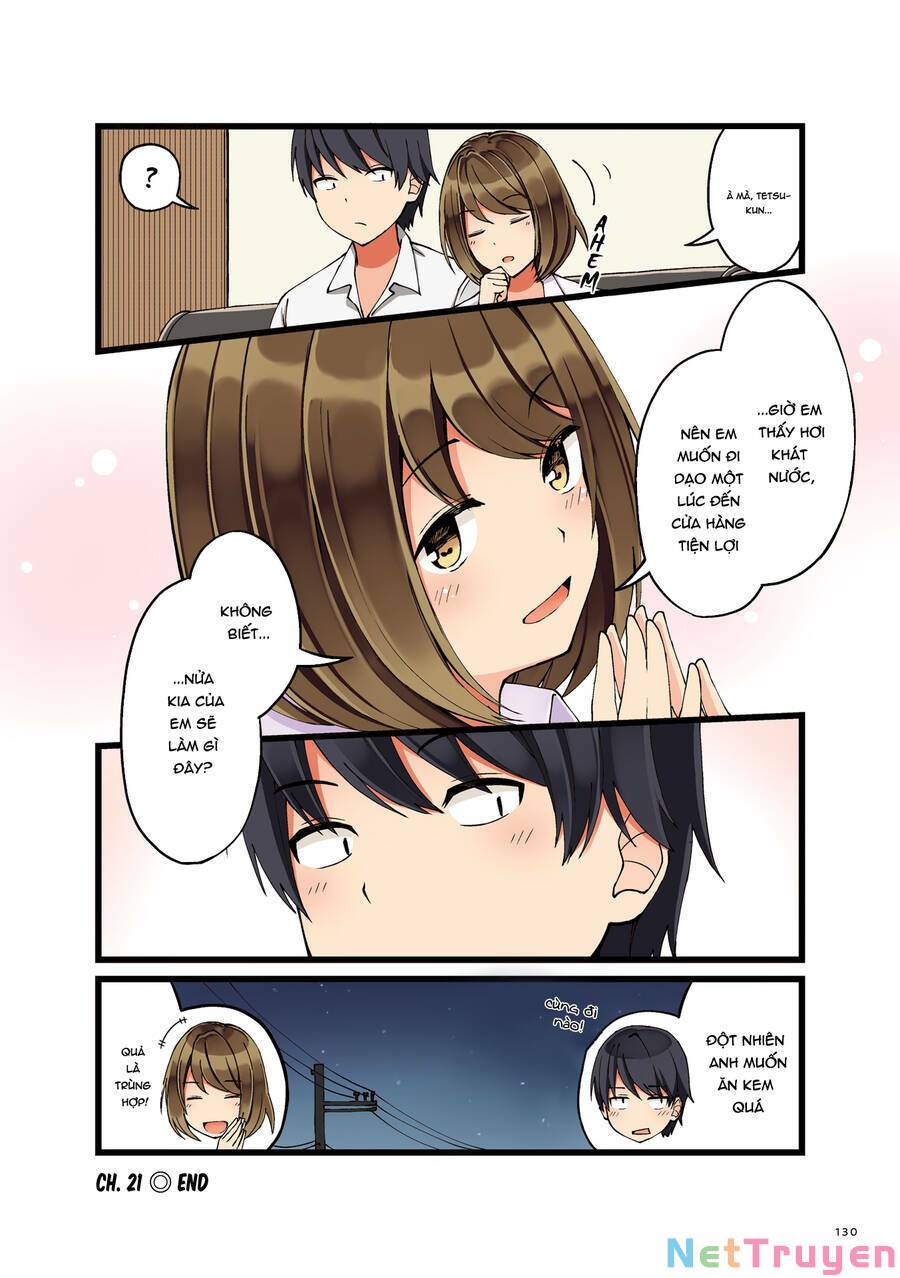 À MÀ, TETSU-
KUN...
AHEM
?
...GIỜ EM
THẤY HƠI
KHÁT
NƯỚC,
NÊN EM
MUỐN ĐI
DẠO MỘT
LÚC ĐẾN
CỬA HÀNG
TIỆN LỢI
KHÔNG
BIẾT...
...NỬA
KIA CỦA
EM SẼ
LÀM GÌ
ĐÂY?
ĐỘT NHIÊN
ANH MUỐN
ĂN KEM
QUÁ
cùng đi
nào!
QUẢ
LÀ
TRÙNG
HỢP!
CH. 21 ◎ END
130
NetTruyen